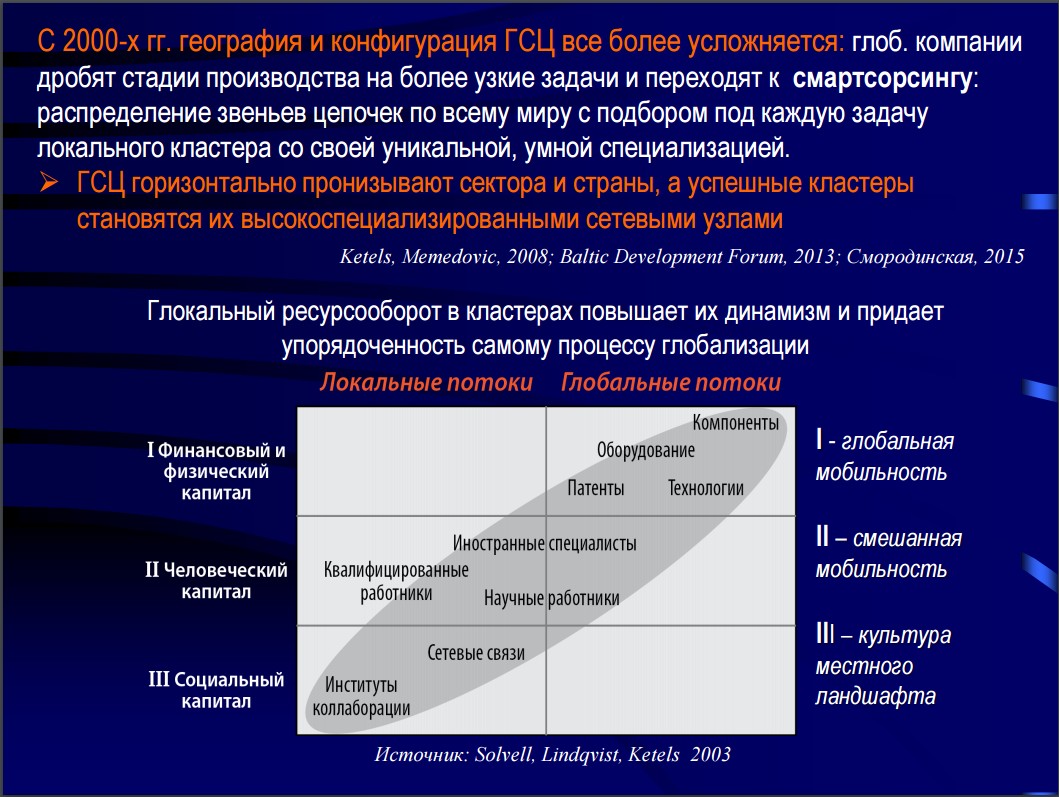 С 2000-х гг. география и конфигурация ГСЦ все более усложняется: глоб. компании
дробят стадии производства на более узкие задачи и переходят к смартсорсингу:
распределение звеньев цепочек по всему миру с подбором под каждую задачу
локального кластера со своей уникальной, умной специализацией.
➢ ГСЦ горизонтально пронизывают сектора и страны, а успешные кластеры
становятся их высокоспециализированными сетевыми узлами
Ketels, Memedovic, 2008; Baltic Development Forum, 2013; Смородинская, 2015
Глокальный ресурсооборот в кластерах повышает их динамизм и придает
упорядоченность самому процессу глобализации
Локальные потоки Глобальные потоки
I Финансовый и
физический
капитал
Компоненты
Оборудование
Патенты Технологии
I - глобальная
мобильность
II Человеческий
капитал
Иностранные специалисты
Квалифицированные
работники
Научные работники
II – смешанная
мобильность
III Социальный
капитал
Сетевые связи
Институты
коллаборации
III – культура
местного
ландшафта
Источник: Solvell, Lindqvist, Ketels 2003